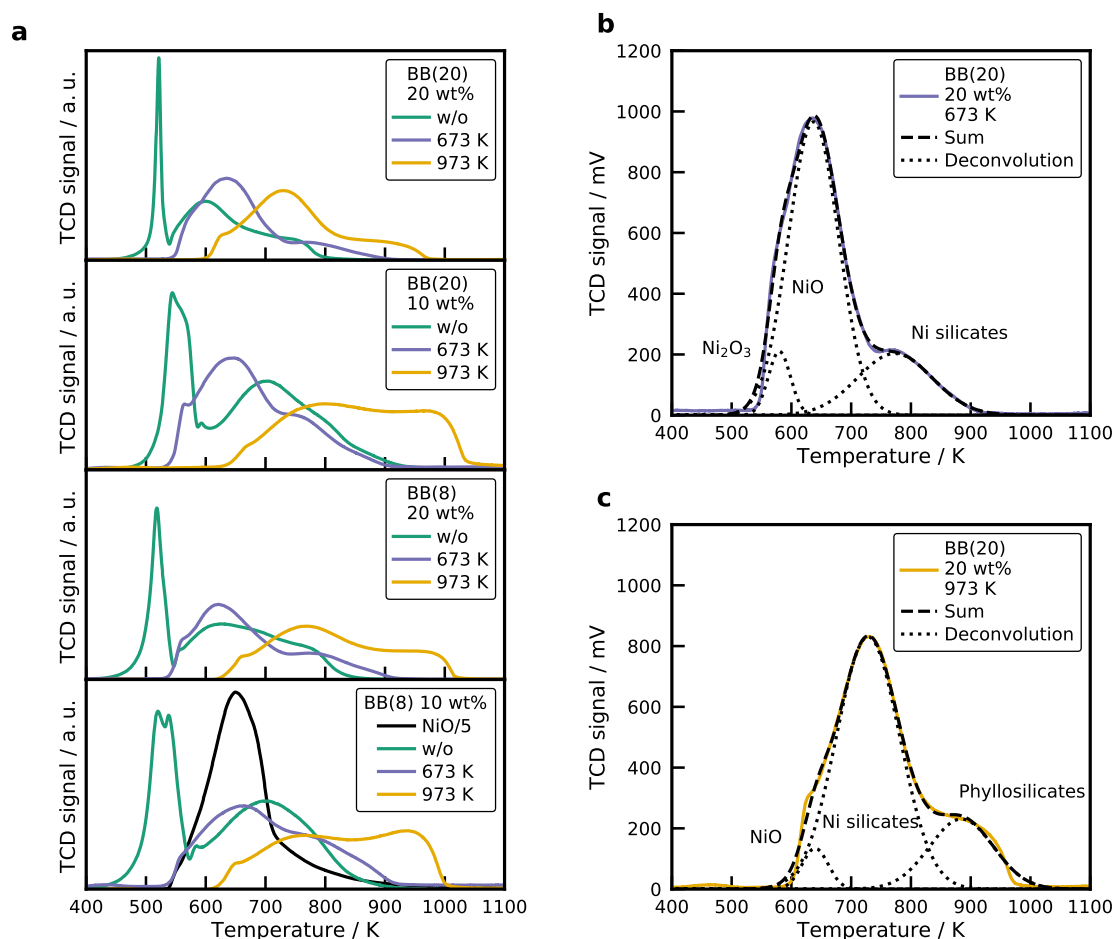 a
TCD signal / a. u.
BB(20)
20 wt%
w/o
673 K
973 K
TCD signal / a. u.
BB(20)
10 wt%
w/o
673 K
973 K
TCD signal / a. u.
BB(8)
20 wt%
w/o
673 K
973 K
TCD signal / a. u.
BB(8) 10 wt%
NiO/5
w/o
673 K
973 K
400 500 600 700 800 900 1000 1100
Temperature / K
b
1200
1000
800
600
400
200
0
TCD signal / mV
BB(20)
20 wt%
673 K
Sum
Deconvolution
NiO
Ni silicates
Ni₂O₃
400 500 600 700 800 900 1000 1100
Temperature / K
c
1200
1000
800
600
400
200
0
TCD signal / mV
BB(20)
20 wt%
973 K
Sum
Deconvolution
Phyllosilicates
Ni silicates
NiO
400 500 600 700 800 900 1000 1100
Temperature / K